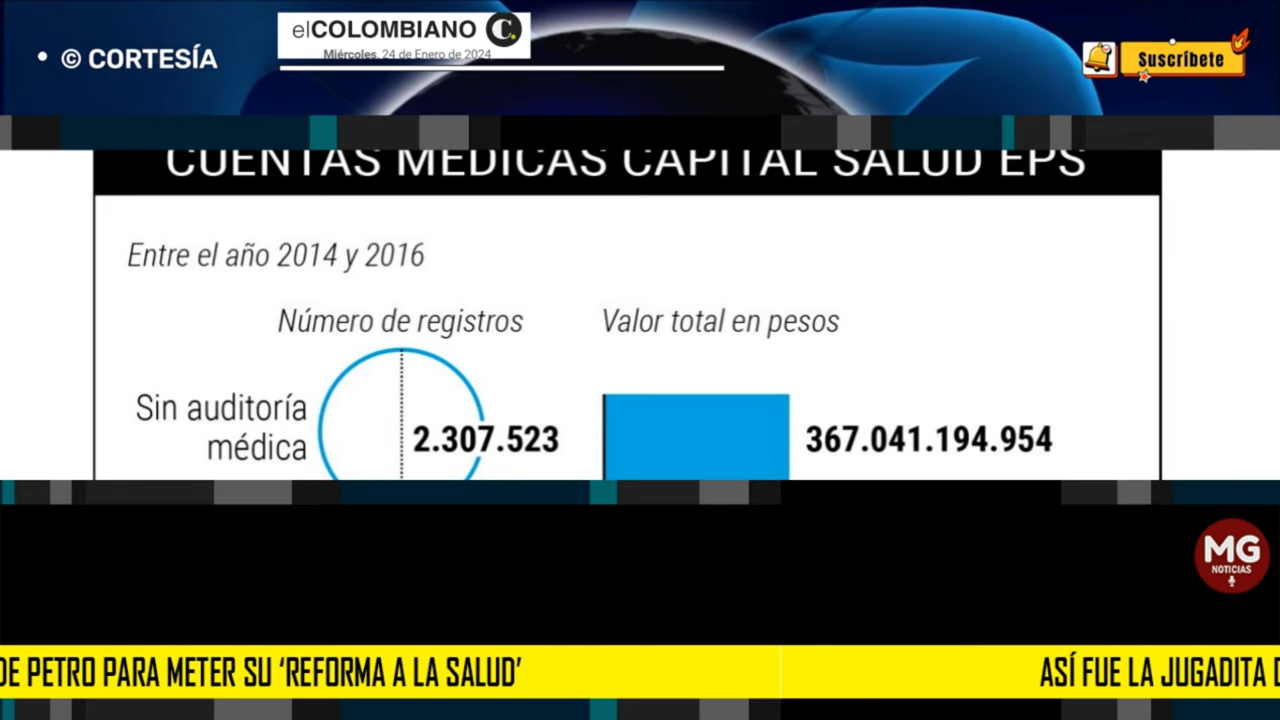 elCOLOMBIANO C.
Miércoles, 24 de Enero de 2024
• © CORTESÍA
Suscríbete
CUENTAS MÉDICAS CAPITAL SALUD EPS
Entre el año 2014 y 2016
Número de registros
Valor total en pesos
Sin auditoría
médica
2.307.523
367.041.194.954
MG
NOTICIAS
DE PETRO PARA METER SU ‘REFORMA A LA SALUD’
ASÍ FUE LA JUGADITA